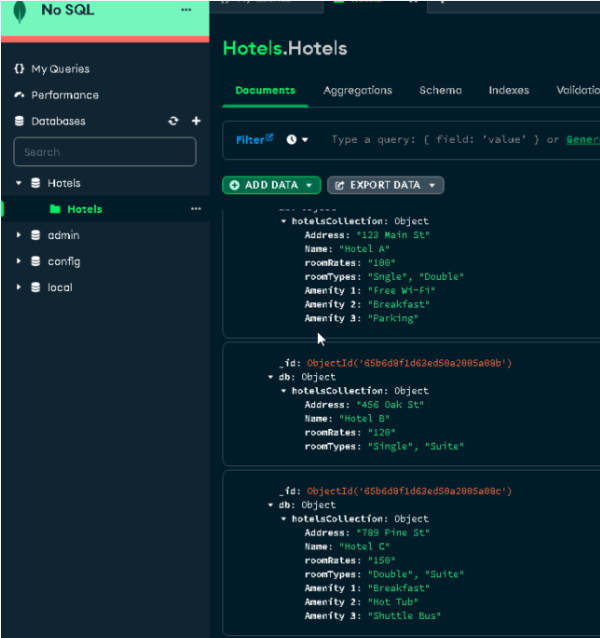 No SQL
...
Hotels.Hotels
{} My Queries
Performance
Databases
Search
Hotels
Hotels
...
admin
config
local
Documents
Aggregations
Schema
Indexes
Validatio
Filter
Type a query: { field: 'value' } or Gener
ADD DATA
EXPORT DATA
hotelsCollection: Object
Address: "123 Main St"
Name: "Hotel A"
roomRates: "100"
roomTypes: "Sngle", "Double"
Amenity 1: "Free Wi-Fi"
Amenity 2: "Breakfast"
Amenity 3: "Parking"
_id: ObjectId('65b6d8f1d63ed50a2005a08b')
db: Object
hotelsCollection: Object
Address: "456 Oak St"
Name: "Hotel B"
roomRates: "120"
roomTypes: "Single", "Suite"
_id: ObjectId('65b6d8f1d63ed50a2005a08c')
db: Object
hotelsCollection: Object
Address: "789 Pine St"
Name: "Hotel C"
roomRates: "150"
roomTypes: "Double", "Suite"
Amenity 1: "Breakfast"
Amenity 2: "Hot Tub"
Amenity 3: "Shuttle Bus"